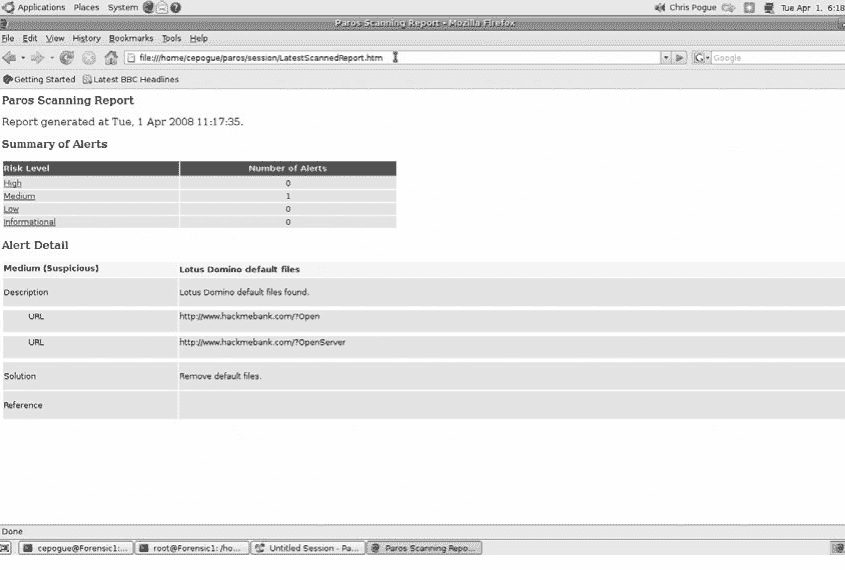 Applications Places System Chris Pogue Tue Apr 1, 6:18
Paros Scanning Report - Mozilla Firefox
File Edit View History Bookmarks Tools Help
file:///home/cepogue/paros/session/LatestScannedReport.htm Google
Getting Started Latest BBC Headlines
Paros Scanning Report
Report generated at Tue, 1 Apr 2008 11:17:35.
Summary of Alerts
Risk Level Number of Alerts
High 0
Medium 1
Low 0
Informational 0
Alert Detail
Medium (Suspicious) Lotus Domino default files
Description Lotus Domino default files found.
URL http://www.hackmebank.com/?Open
URL http://www.hackmebank.com/?OpenServer
Solution Remove default files.
Reference
Done
cepogue@Forensic1:... root@Forensic1: /ho... Untitled Session - Pa... Paros Scanning Repo...